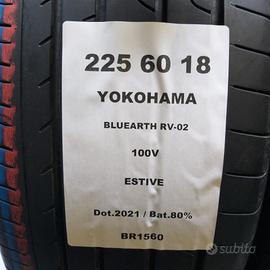 225 60 18
YOKOHAMA
BLUEARTH RV-02
100V
ESTIVE
Dot.2021 / Bat.80%
BR1560
subito